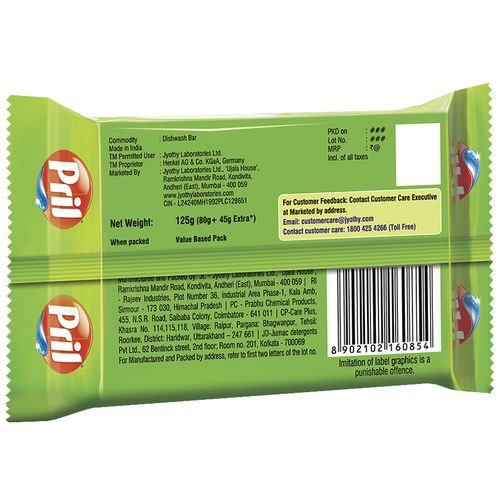 Pril
Commodity : Dishwash Bar
Made in India
TM Permitted User : Jyothy Laboratories Ltd.
TM Proprietor : Henkel AG & Co. KGaA, Germany
Marketed By : Jyothy Laboratories Ltd., 'Ujala House',
Ramkrishna Mandir Road, Kondivita,
Andheri (East), Mumbai - 400 059
www.jyothylaboratories.com
CIN - L24240MH1992PLC128651
Net Weight: 125g (80g+ 45g Extra*)
When packed Value Based Pack
PKD on : ###
Lot No. : ###
MRP : ₹@
incl. of all taxes
For Customer Feedback: Contact Customer Care Executive
at Marketed by address.
Email: customercare@jyothy.com
Contact customer care: 1800 425 4266 (Toll Free)
Pril
Manufactured and Packed by: JL - Jyothy Laboratories Ltd., Ujala House,
Ramkrishna Mandir Road, Kondivita, Andheri (East), Mumbai - 400 059 | RI
- Rajeev Industries, Plot Number 36, Industrial Area Phase-1, Kala Amb,
Sirmour - 173 030, Himachal Pradesh | PC - Prabhu Chemical Products,
455, N.S.R. Road, Saibaba Colony, Coimbatore - 641 011 | CP-Care Plus,
Khasra No. 114,115,118, Village: Raipur, Pargana: Bhagwanpur, Tehsil:
Roorkee, District: Haridwar, Uttarakhand - 247 661 | JD-Jumac detergents
Pvt Ltd., 62 Bentinck street, 2nd floor; Room no. 201, Kolkata - 700069
For Manufactured and Packed by address, refer to first two letters of the lot no.
8 902102 160854
Imitation of label graphics is a
punishable offence.